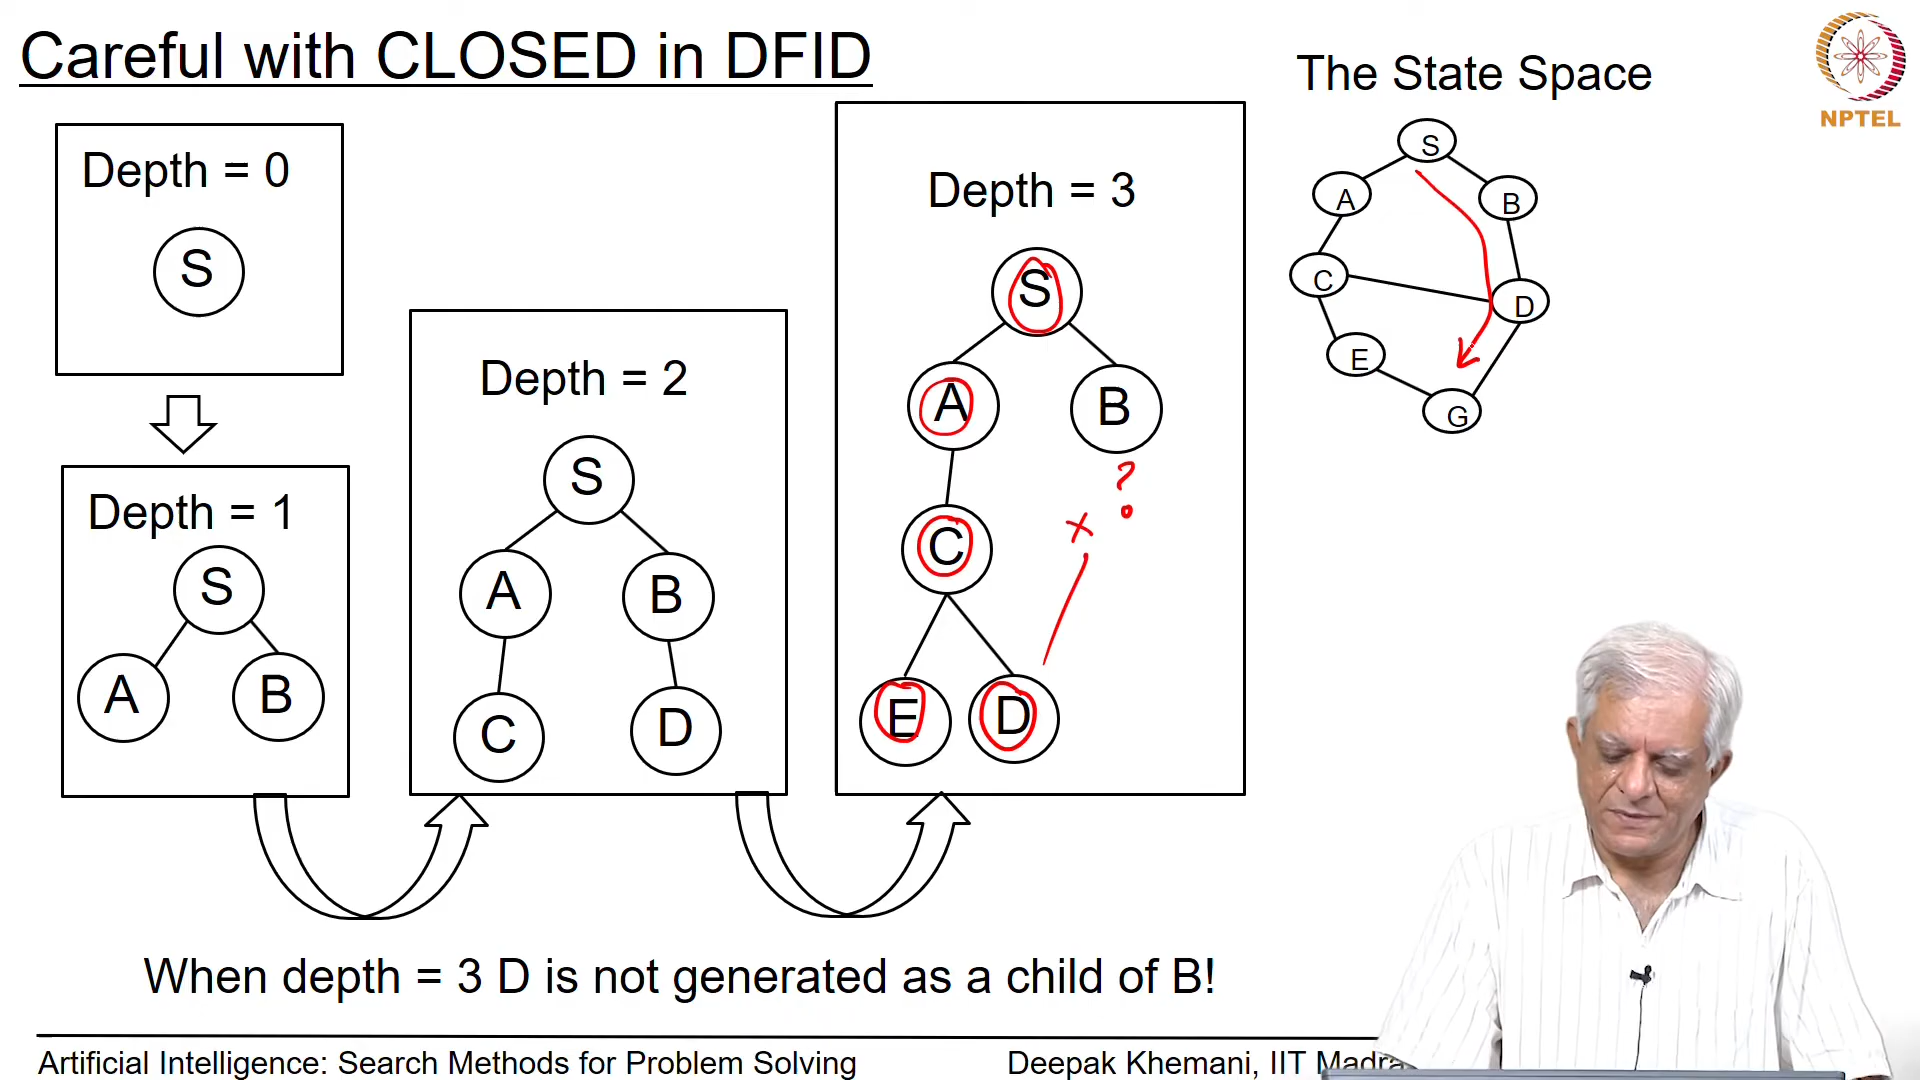 Careful with CLOSED in DFID
The State Space
NPTEL
Depth = 0
S
Depth = 1
S
A B
Depth = 2
S
A B
C D
Depth = 3
S
A B
?
C
E D
S
A B
C D
E
G
When depth = 3 D is not generated as a child of B!
Artificial Intelligence: Search Methods for Problem Solving
Deepak Khemani, IIT Madra